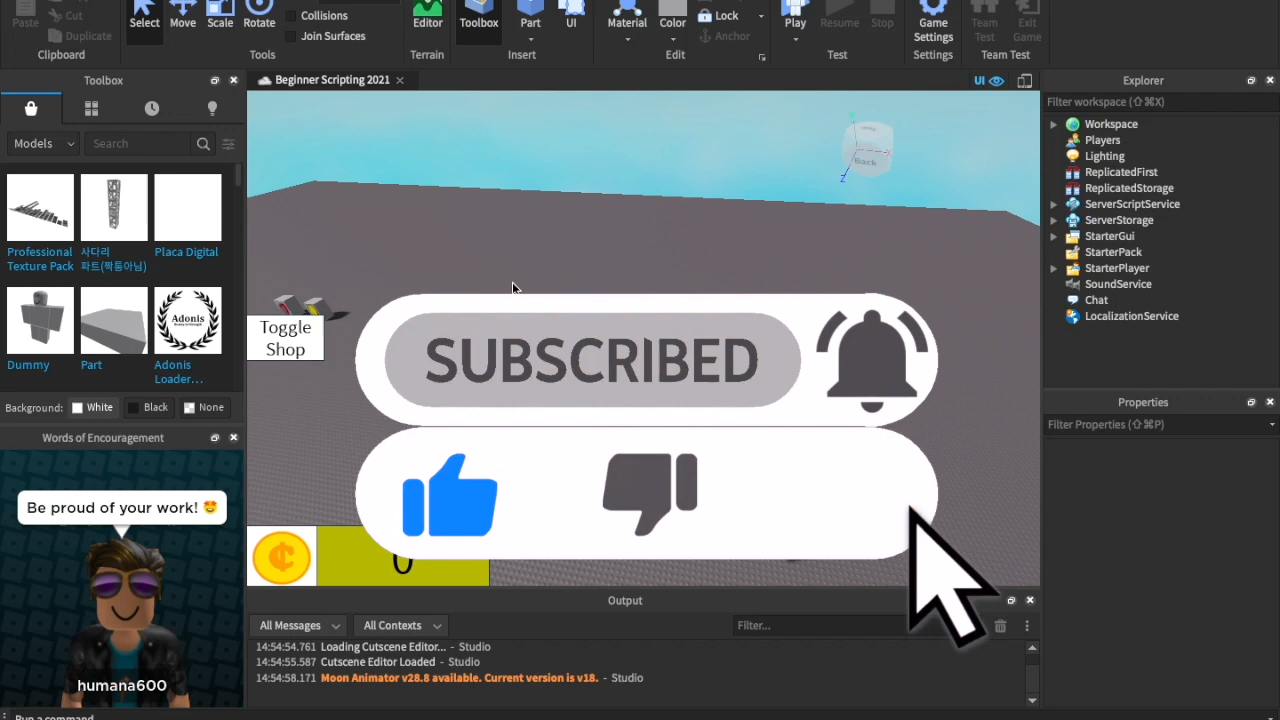 Paste
Cut
Duplicate
Select
Move
Scale
Rotate
Collisions
Join Surfaces
Editor
Toolbox
Part
UI
Material
Color
Lock
Anchor
Play
Resume
Stop
Game
Settings
Team
Test
Exit
Game
Clipboard
Tools
Terrain
Insert
Edit
Test
Settings
Team Test
Toolbox
Models
Search
Professional
Texture Pack
사다리
파트(짝퉁아님)
Placa Digital
Dummy
Part
Adonis
Adonis
Loader...
Background:
White
Black
None
Words of Encouragement
Be proud of your work! 🤩
humana600
Beginner Scripting 2021
UI
Back
Toggle
Shop
SUBSCRIBED
0
Output
All Messages
All Contexts
Filter...
14:54:54.761 Loading Cutscene Editor... - Studio
14:54:55.587 Cutscene Editor Loaded - Studio
14:54:58.171 Moon Animator v28.8 available. Current version is v18. - Studio
Explorer
Filter workspace (⇧⌘X)
Workspace
Players
Lighting
ReplicatedFirst
ReplicatedStorage
ServerScriptService
ServerStorage
StarterGui
StarterPack
StarterPlayer
SoundService
Chat
LocalizationService
Properties
Filter Properties (⇧⌘P)
Run a command